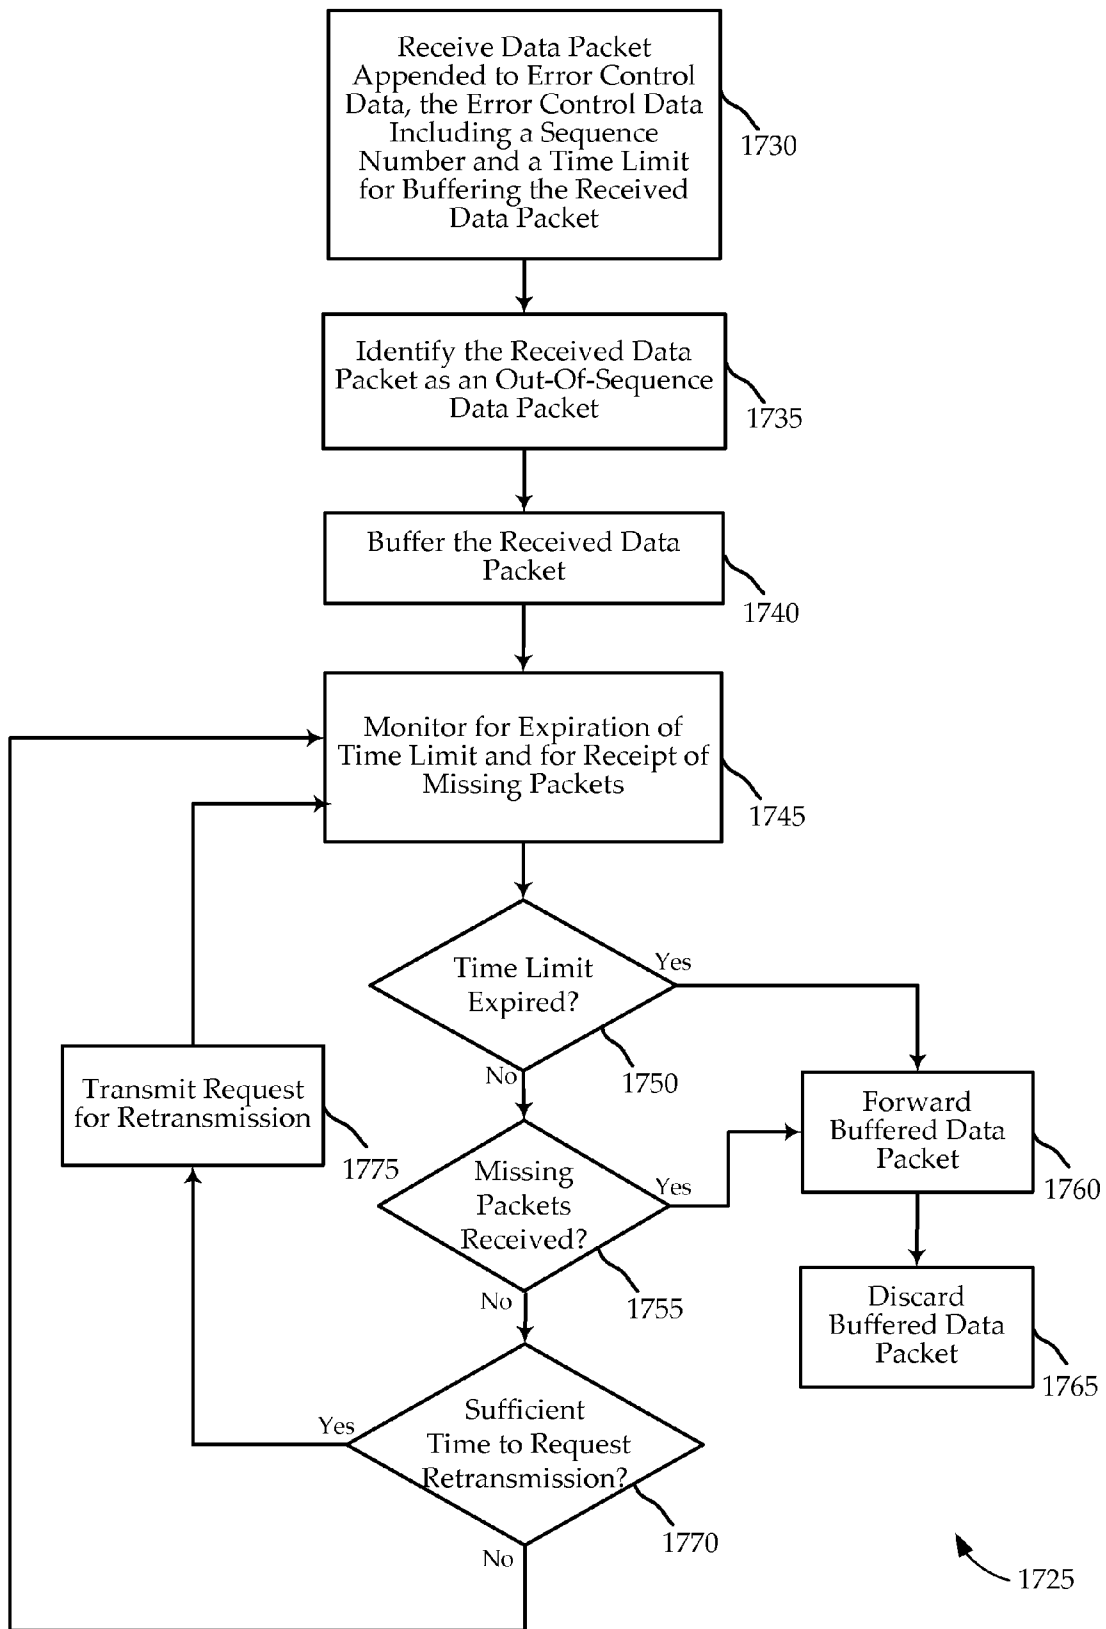 Receive Data Packet
Appended to Error Control
Data, the Error Control Data
Including a Sequence
Number and a Time Limit
for Buffering the Received
Data Packet
1730
Identify the Received Data
Packet as an Out-Of-Sequence
Data Packet
1735
Buffer the Received Data
Packet
1740
Monitor for Expiration of
Time Limit and for Receipt of
Missing Packets
1745
Time Limit
Expired?
Yes
No
1750
Transmit Request
for Retransmission
1775
Forward
Buffered Data
Packet
1760
Missing
Packets
Received?
Yes
No
1755
Discard
Buffered Data
Packet
1765
Sufficient
Time to Request
Retransmission?
Yes
No
1770
1725